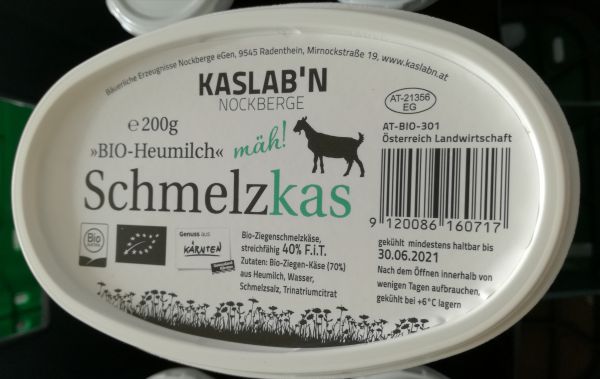 Bäuerliche Erzeugnisse Nockberge eGen, 9545 Radenthein, Mirnockstraße 19, www.kaslabn.at
KASLAB'N
NOCKBERGE
AT-21356
EG
e 200g
AT-BIO-301
Österreich Landwirtschaft
»BIO-Heumilch«
mäh!
Schmelzkas
9 120086 160717
Bio
AUSTRIA
Genuss aus
KÄRNTEN
Bio-Ziegenschmelzkäse,
streichfähig 40% F.i.T.
Zutaten: Bio-Ziegen-Käse (70%)
aus Heumilch, Wasser,
Schmelzsalz, Trinatriumcitrat
gekühlt mindestens haltbar bis
30.06.2021
Nach dem Öffnen innerhalb von
wenigen Tagen aufbrauchen,
gekühlt bei +6°C lagern